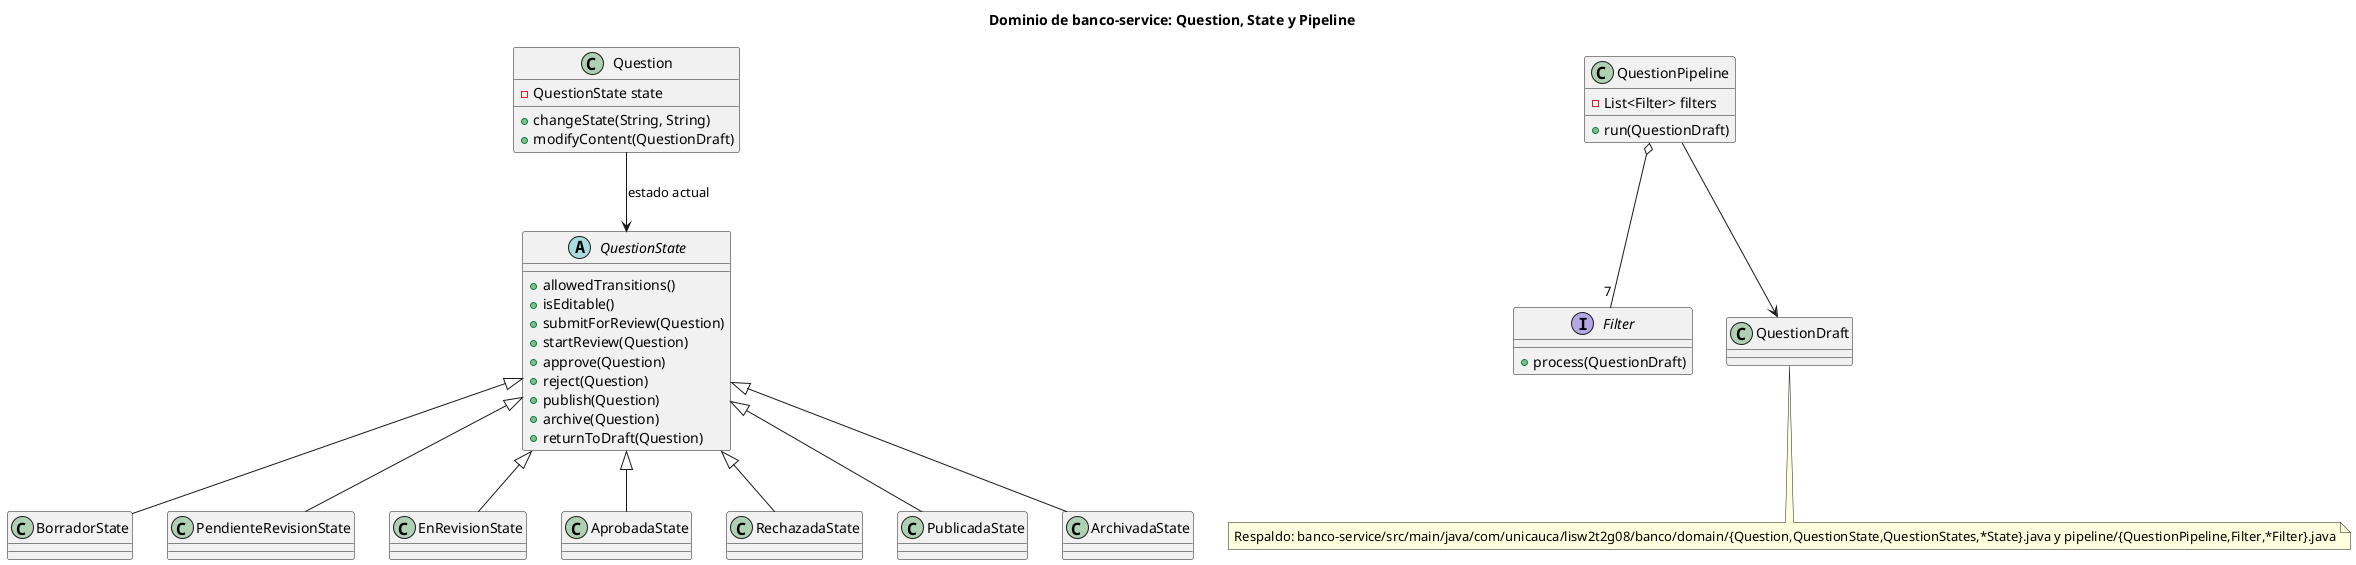 Dominio de banco-service: Question, State y Pipeline
C Question
QuestionState state
changeState(String, String)
modifyContent(QuestionDraft)
estado actual
A QuestionState
allowedTransitions()
isEditable()
submitForReview(Question)
startReview(Question)
approve(Question)
reject(Question)
publish(Question)
archive(Question)
returnToDraft(Question)
C BorradorState
C PendienteRevisionState
C EnRevisionState
C AprobadaState
C RechazadaState
C PublicadaState
C ArchivadaState
C QuestionPipeline
List<Filter> filters
run(QuestionDraft)
7
I Filter
process(QuestionDraft)
C QuestionDraft
Respaldo: banco-service/src/main/java/com/unicauca/lisw2t2g08/banco/domain/{Question,QuestionState,QuestionStates,*State}.java y pipeline/{QuestionPipeline,Filter,*Filter}.java